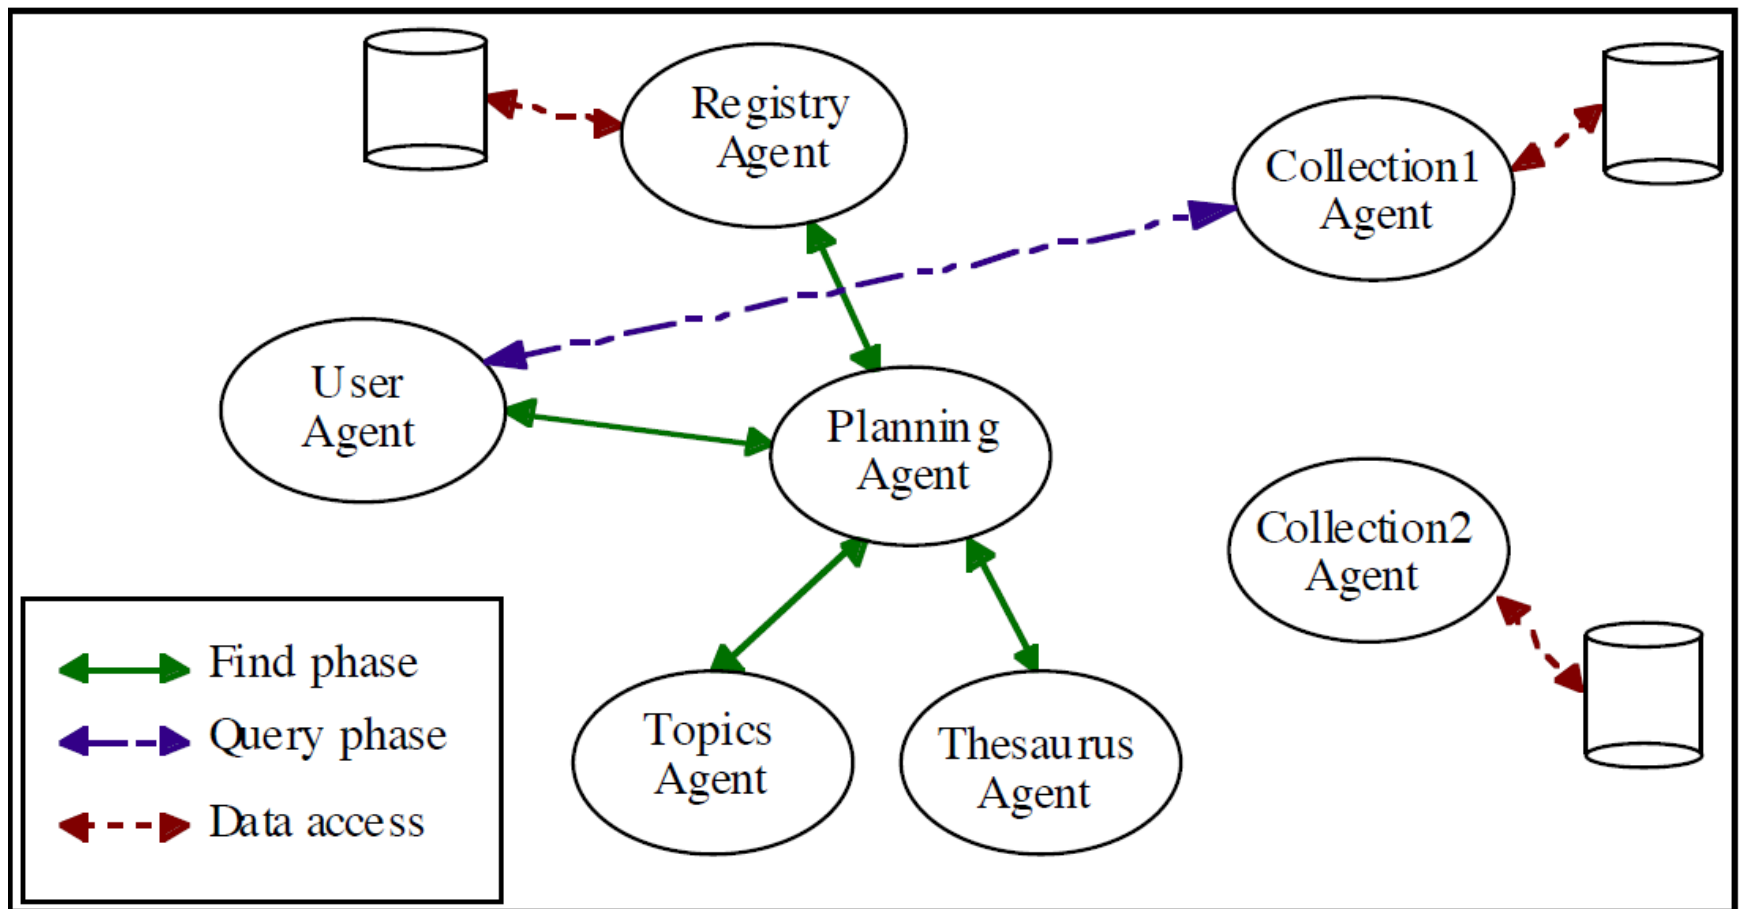 Registry
Agent
Collection1
Agent
User
Agent
Planning
Agent
Collection2
Agent
Topics
Agent
Thesaurus
Agent
Find phase
Query phase
Data access